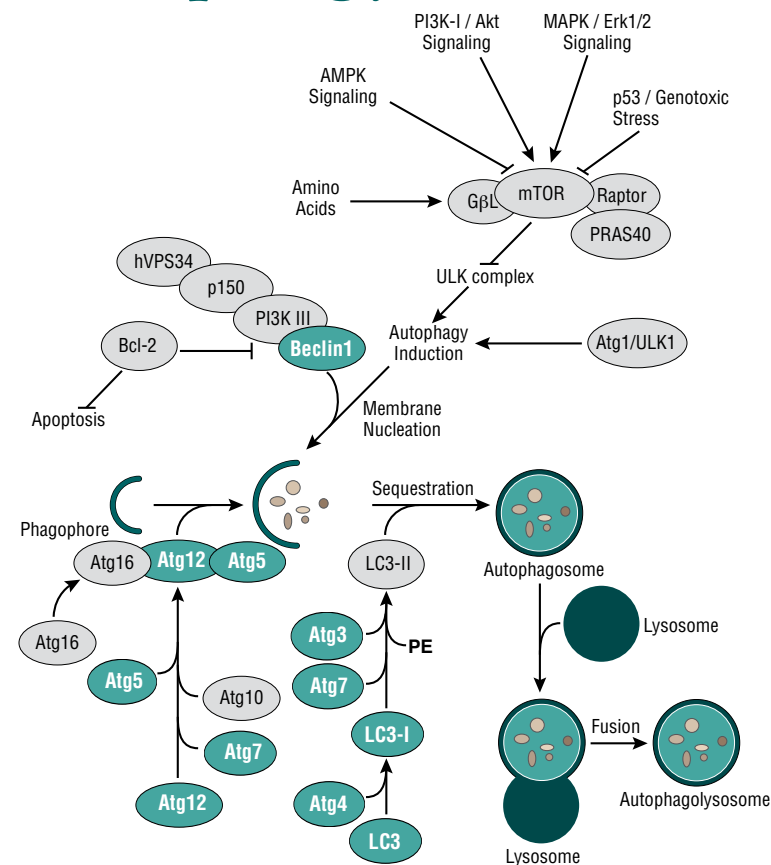 PI3K-I / Akt
Signaling
MAPK / Erk1/2
Signaling
AMPK
Signaling
p53 / Genotoxic
Stress
Amino
Acids
GβL
mTOR
Raptor
PRAS40
hVPS34
p150
PI3K III
Beclin1
Bcl-2
Apoptosis
ULK complex
Autophagy
Induction
Atg1/ULK1
Membrane
Nucleation
Phagophore
Sequestration
Atg16
Atg12
Atg5
LC3-II
Autophagosome
Atg16
Atg5
Atg10
Atg7
Atg12
Atg3
PE
Atg7
LC3-I
Atg4
LC3
Lysosome
Fusion
Autophagolysosome
Lysosome